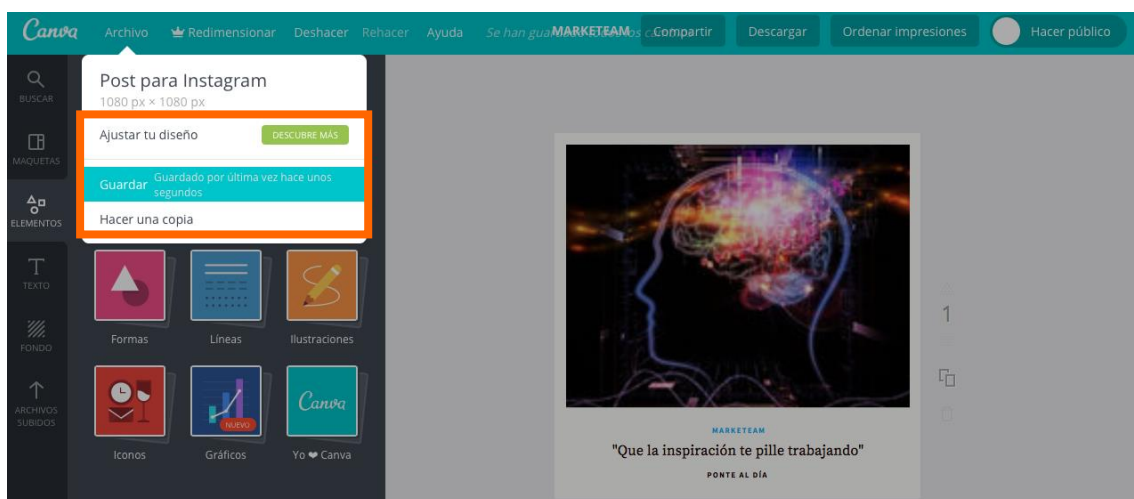 Canva Archivo Redimensionar Deshacer Rehacer Ayuda Se han MARKETEAM Compartir Descargar Ordenar impresiones Hacer público
Post para Instagram
1080 px × 1080 px
Ajustar tu diseño DESCUBRE MÁS
Guardar Guardado por última vez hace unos
segundos
Hacer una copia
BUSCAR
MAQUETAS
ELEMENTOS
TEXTO
FONDO
ARCHIVOS
SUBIDOS
Formas Líneas Ilustraciones
NUEVO
Canva
Iconos Gráficos Yo ❤ Canva
MARKETEAM
"Que la inspiración te pille trabajando"
PONTE AL DÍA
1